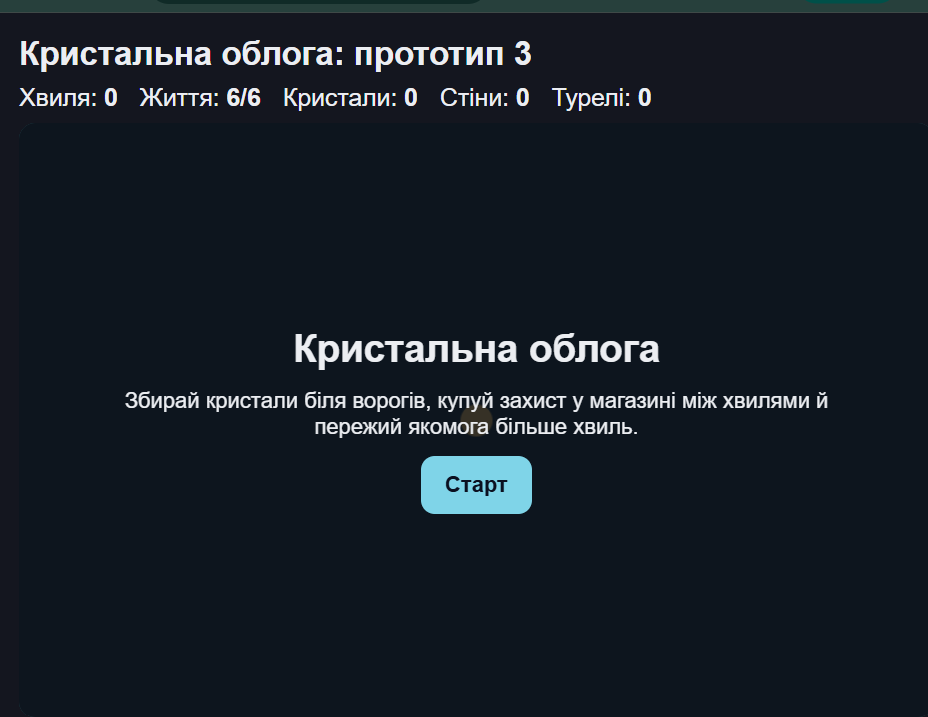 Кристальна облога: прототип 3
Хвиля: 0 Життя: 6/6 Кристали: 0 Стіни: 0 Турелі: 0
Кристальна облога
Збирай кристали біля ворогів, купуй захист у магазині між хвилями й
пережий якомога більше хвиль.
Старт